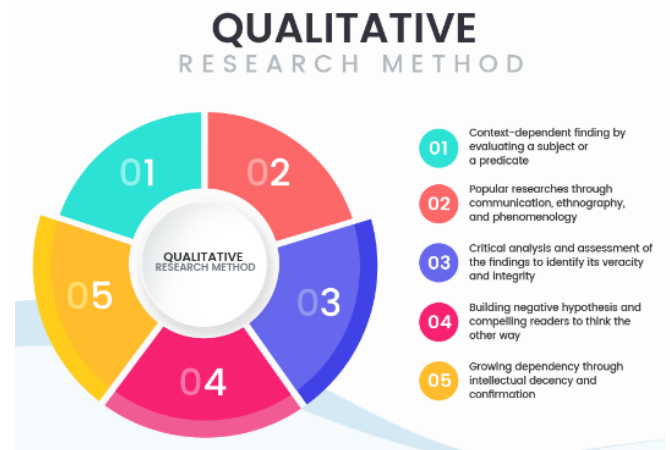 QUALITATIVE
RESEARCH METHOD
01
02
03
04
05
QUALITATIVE
RESEARCH METHOD
01
Context-dependent finding by
evaluating a subject or
a predicate
02
Popular researches through
communication, ethnography,
and phenomenology
03
Critical analysis and assessment of
the findings to identify its veracity
and integrity
04
Building negative hypothesis and
compelling readers to think the
other way
05
Growing dependency through
intellectual decency and
confirmation